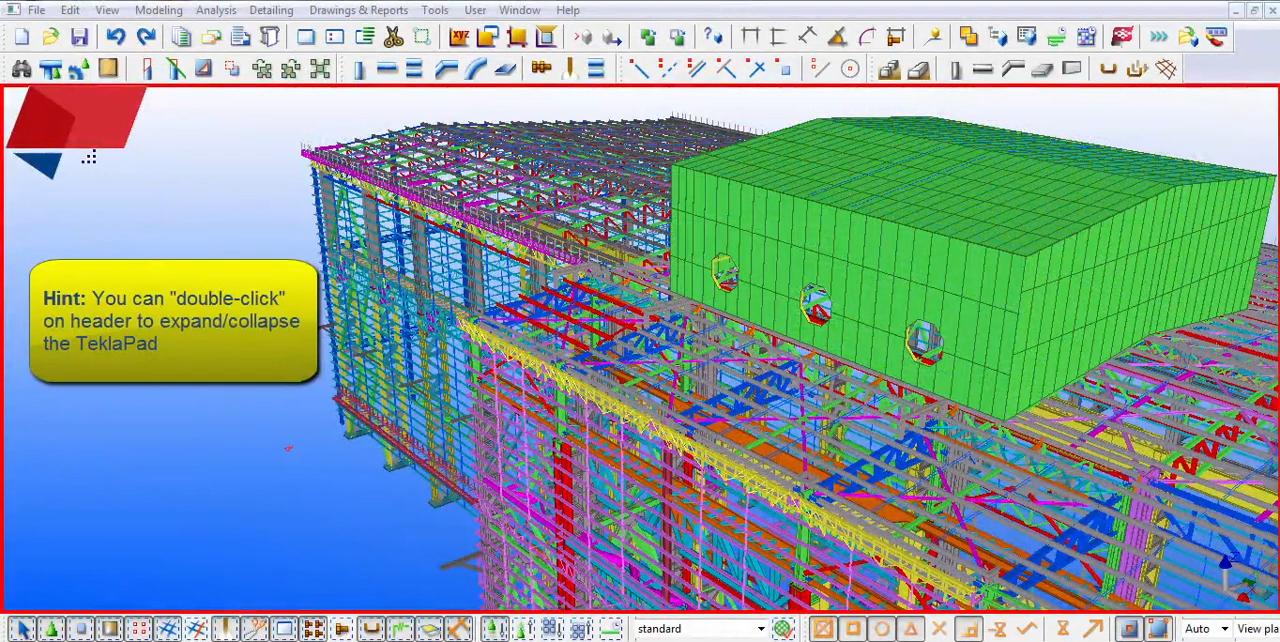 File Edit View Modeling Analysis Detailing Drawings & Reports Tools User Window Help
xyz
Hint: You can "double-click"
on header to expand/collapse
the TeklaPad
standard Auto View pla